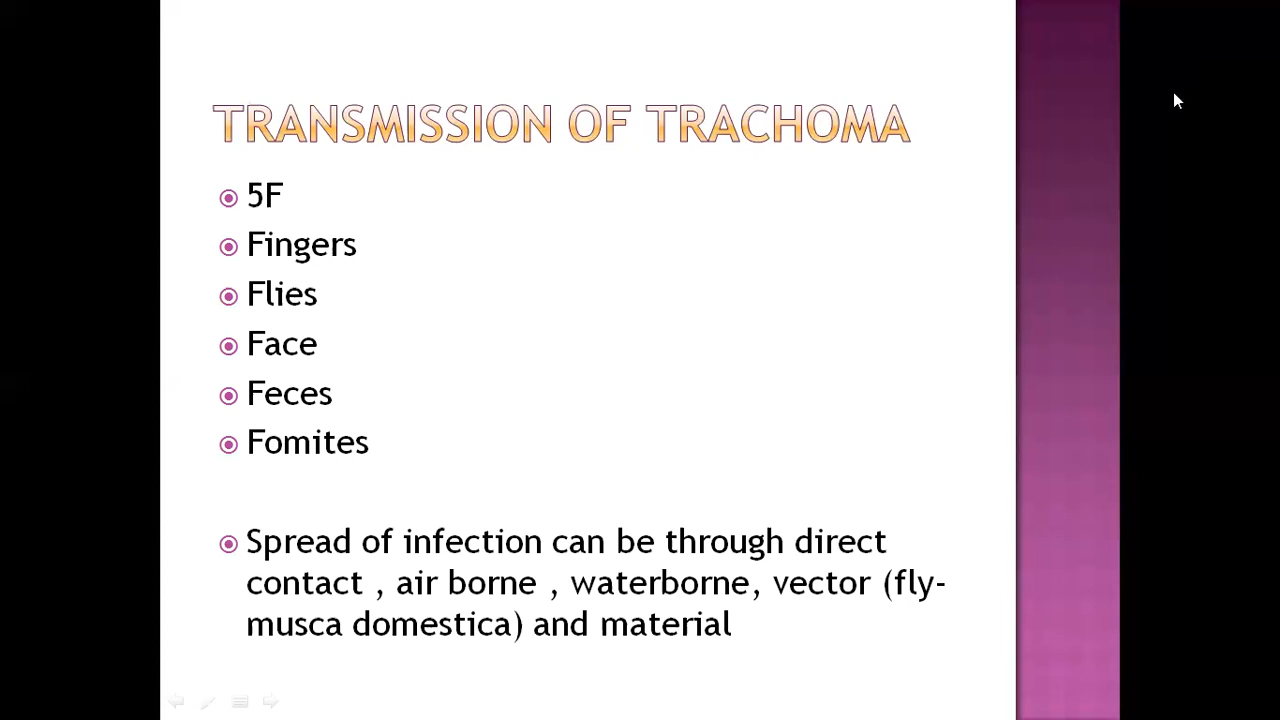 TRANSMISSION OF TRACHOMA
5F
Fingers
Flies
Face
Feces
Fomites
Spread of infection can be through direct
contact , air borne , waterborne, vector (fly-
musca domestica) and material